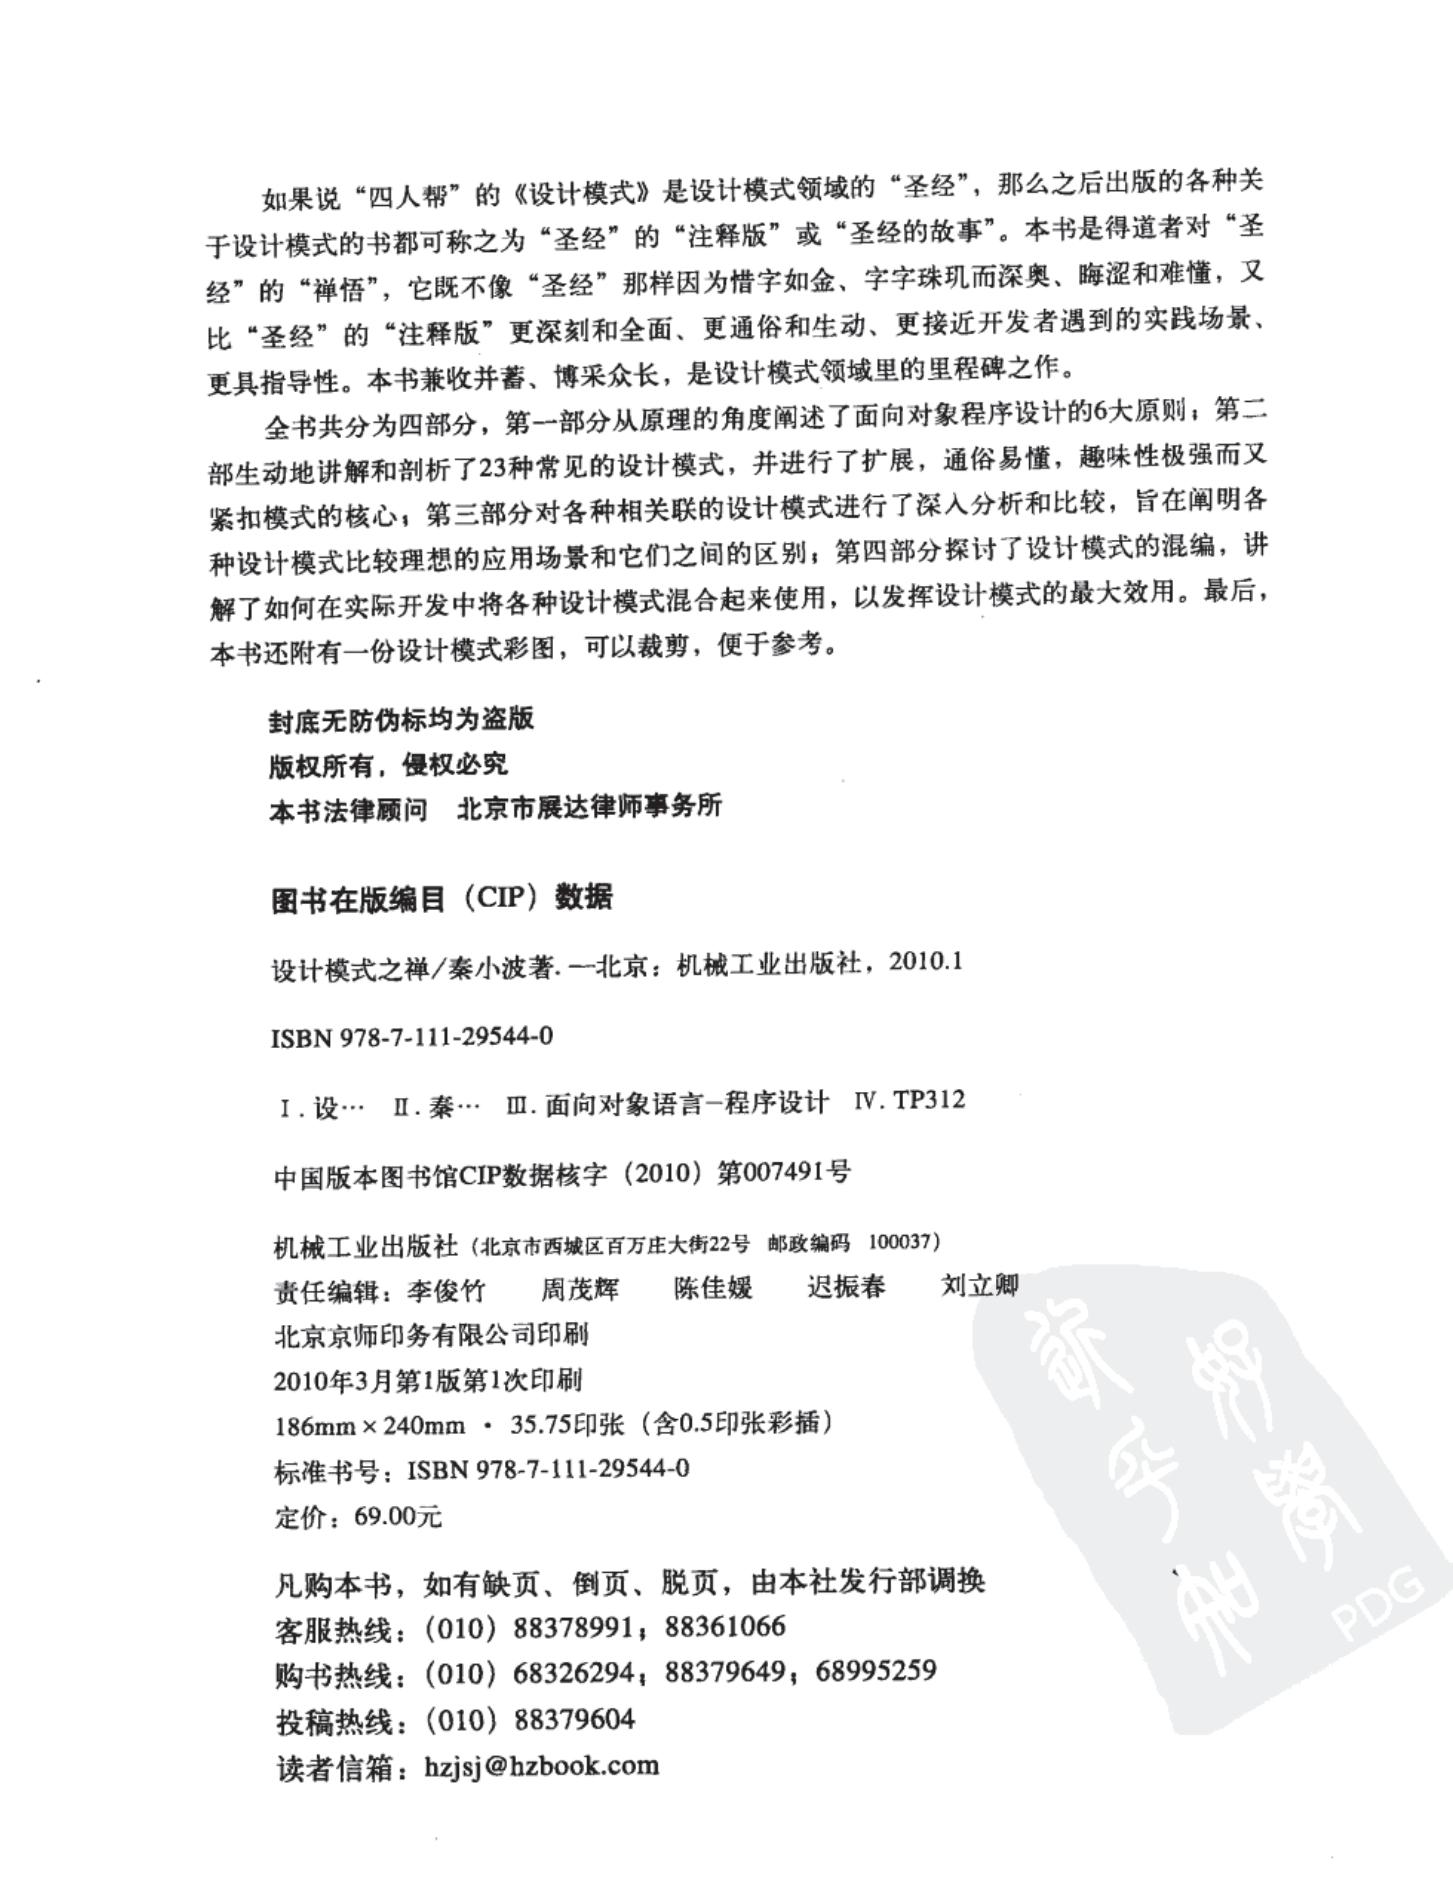 如果说“四人帮”的《设计模式》是设计模式领域的“圣经”，那么之后出版的各种关
于设计模式的书都可称之为“圣经”的“注释版”或“圣经的故事”。本书是得道者对“圣
经”的“禅悟”，它既不像“圣经”那样因为惜字如金、字字珠玑而深奥、晦涩和难懂，又
比“圣经”的“注释版”更深刻和全面、更通俗和生动、更接近开发者遇到的实践场景、
更具指导性。本书兼收并蓄、博采众长，是设计模式领域里的里程碑之作。
全书共分为四部分，第一部分从原理的角度阐述了面向对象程序设计的6大原则；第二
部生动地讲解和剖析了23种常见的设计模式，并进行了扩展，通俗易懂，趣味性极强而又
紧扣模式的核心；第三部分对各种相关联的设计模式进行了深入分析和比较，旨在阐明各
种设计模式比较理想的应用场景和它们之间的区别；第四部分探讨了设计模式的混编，讲
解了如何在实际开发中将各种设计模式混合起来使用，以发挥设计模式的最大效用。最后，
本书还附有一份设计模式彩图，可以裁剪，便于参考。
封底无防伪标均为盗版
版权所有，侵权必究
本书法律顾问 北京市展达律师事务所
图书在版编目（CIP）数据
设计模式之禅/秦小波著.—北京：机械工业出版社，2010.1
ISBN 978-7-111-29544-0
Ⅰ.设… Ⅱ.秦… Ⅲ.面向对象语言–程序设计 Ⅳ.TP312
中国版本图书馆CIP数据核字（2010）第007491号
机械工业出版社（北京市西城区百万庄大街22号 邮政编码 100037）
责任编辑：李俊竹 周茂辉 陈佳媛 迟振春 刘立卿
北京京师印务有限公司印刷
2010年3月第1版第1次印刷
186mm×240mm · 35.75印张（含0.5印张彩插）
标准书号：ISBN 978-7-111-29544-0
定价：69.00元
凡购本书，如有缺页、倒页、脱页，由本社发行部调换
客服热线：（010）88378991；88361066
购书热线：（010）68326294；88379649；68995259
投稿热线：（010）88379604
读者信箱：hzjsj@hzbook.com
PDG